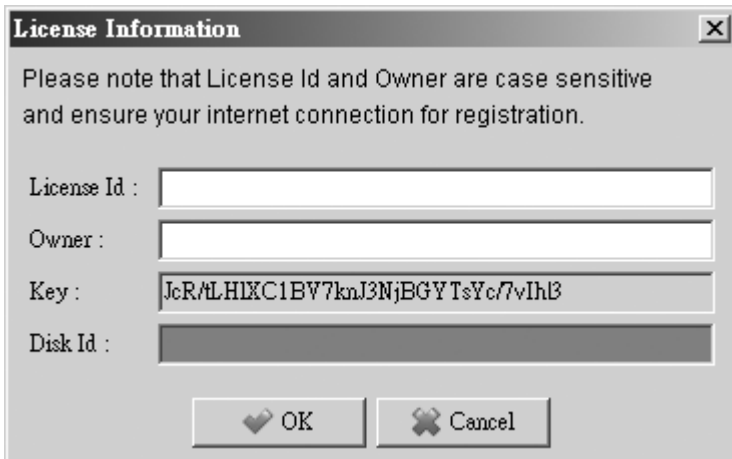 License Information
Please note that License Id and Owner are case sensitive
and ensure your internet connection for registration.
License Id :
Owner :
Key : JcR/tLHlXC1BV7knJ3NjBGYTsYc/7vIhl3
Disk Id :
OK Cancel